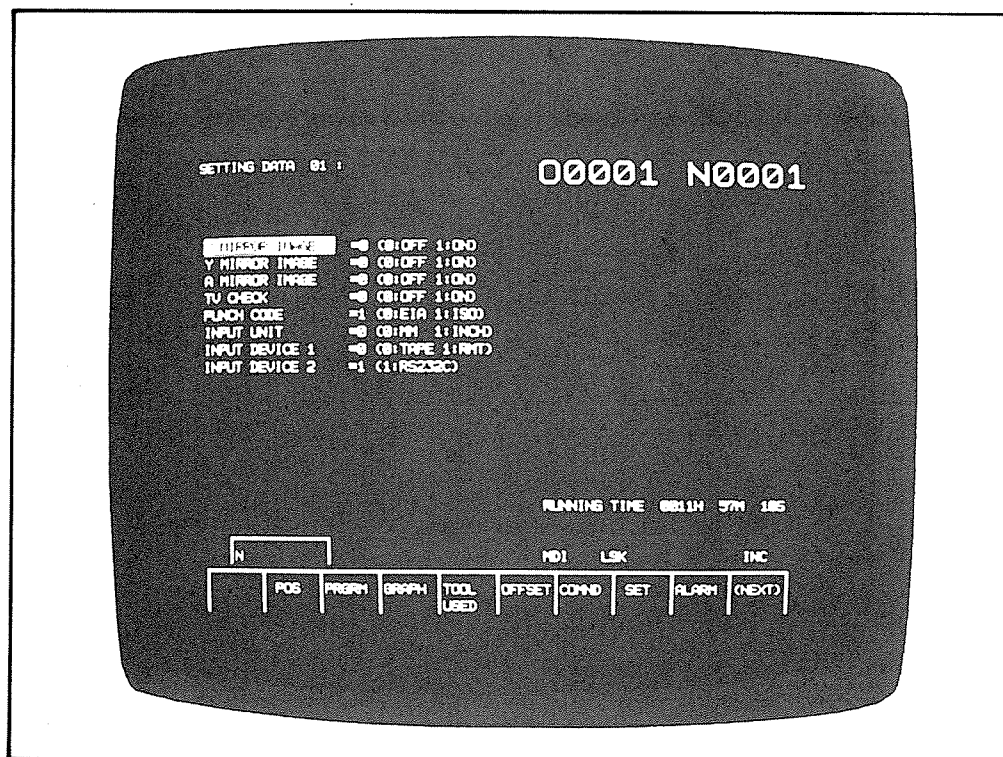 SETTING DATA 01 :
O0001 N0001
MIRROR IMAGE =0 (0:OFF 1:ON)
Y MIRROR IMAGE =0 (0:OFF 1:ON)
A MIRROR IMAGE =0 (0:OFF 1:ON)
TV CHECK =0 (0:OFF 1:ON)
PUNCH CODE =1 (0:EIA 1:ISO)
INPUT UNIT =0 (0:MM 1:INCH)
INPUT DEVICE 1 =0 (0:TAPE 1:RMT)
INPUT DEVICE 2 =1 (1:RS232C)
RUNNING TIME 0011H 57M 10S
N
MDI LSK INC
POS PRGRM GRAPH TOOL USED OFFSET COMND SET ALARM (NEXT)